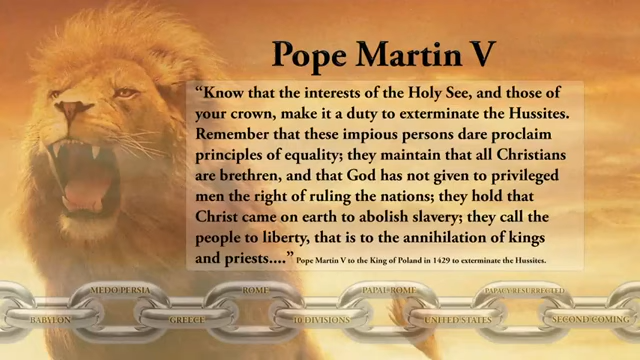 Pope Martin V
“Know that the interests of the Holy See, and those of
your crown, make it a duty to exterminate the Hussites.
Remember that these impious persons dare proclaim
principles of equality; they maintain that all Christians
are brethren, and that God has not given to privileged
men the right of ruling the nations; they hold that
Christ came on earth to abolish slavery; they call the
people to liberty, that is to the annihilation of kings
and priests....” Pope Martin V to the King of Poland in 1429 to exterminate the Hussites.
MEDO PERSIA ROME PAPAL ROME PAPACY RESURRECTED
BABYLON GREECE 10 DIVISIONS UNITED STATES SECOND COMING